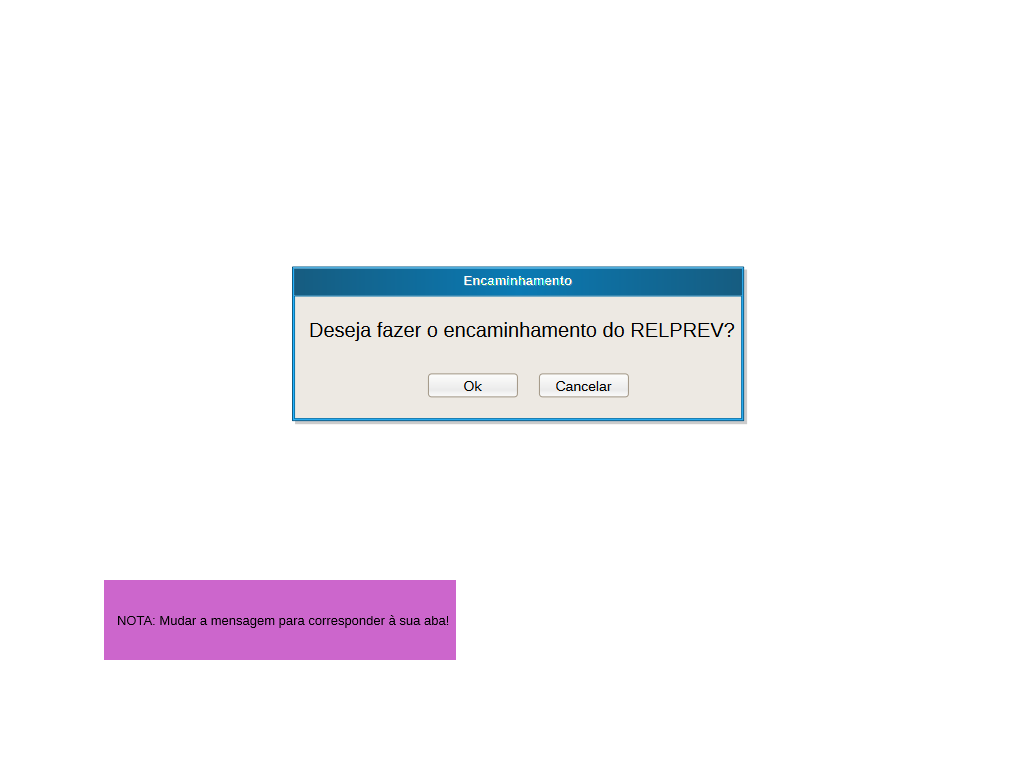 Encaminhamento
Deseja fazer o encaminhamento do RELPREV?
Ok
Cancelar
NOTA: Mudar a mensagem para corresponder à sua aba!